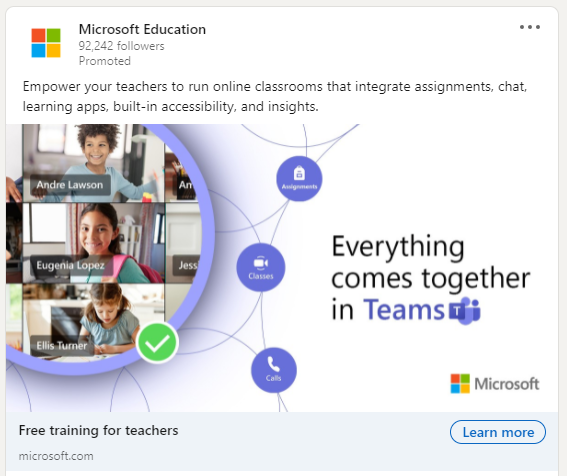 Microsoft Education
92,242 followers
Promoted
Empower your teachers to run online classrooms that integrate assignments, chat,
learning apps, built-in accessibility, and insights.
Andre Lawson
An
Assignments
Eugenia Lopez
Jess
Classes
Everything
comes together
in Teams
T
Ellis Turner
Calls
Microsoft
Free training for teachers
Learn more
microsoft.com